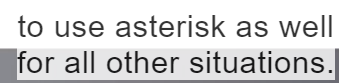 to use asterisk as well
for all other situations.